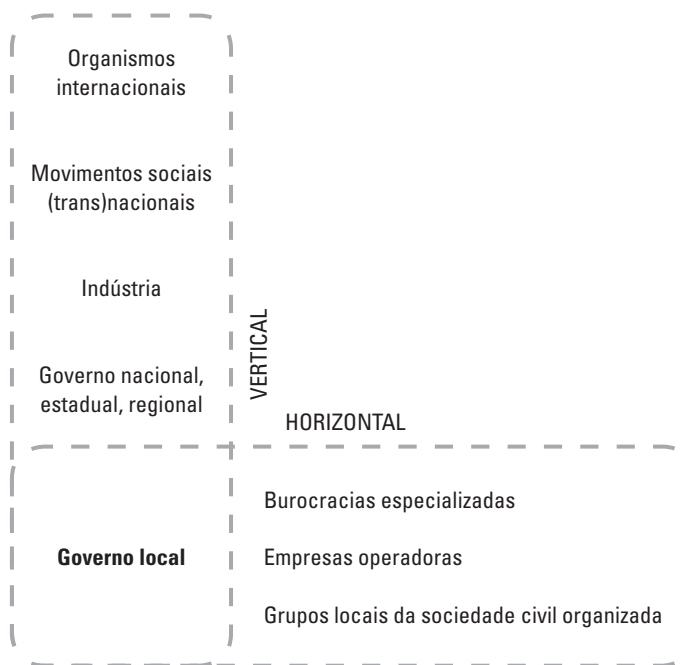 Organismos
internacionais
Movimentos sociais
(trans)nacionais
Indústria
Governo nacional,
estadual, regional
VERTICAL
HORIZONTAL
Governo local
Burocracias especializadas
Empresas operadoras
Grupos locais da sociedade civil organizada